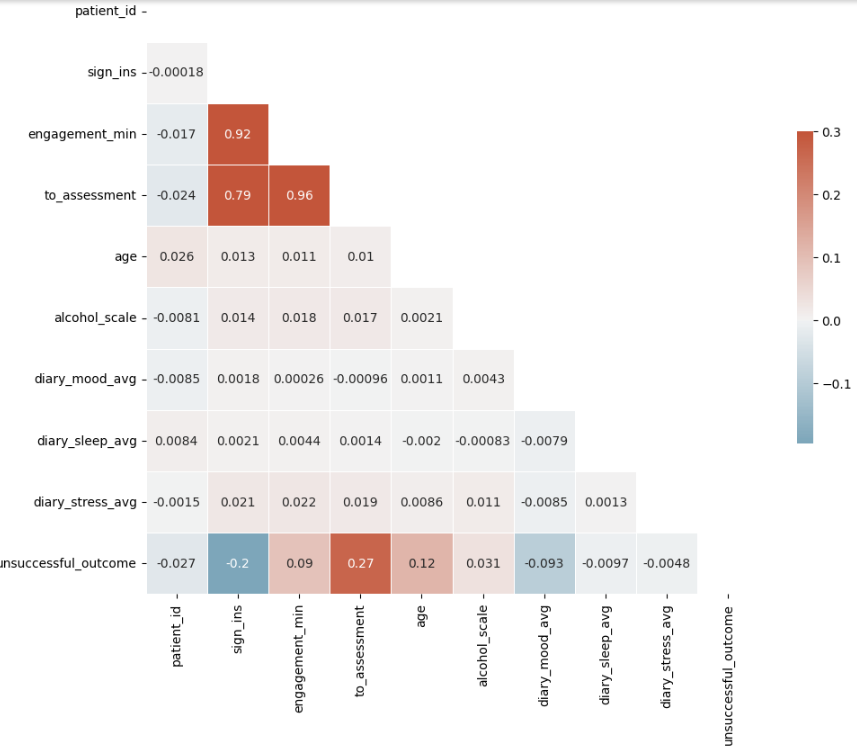 patient_id
sign_ins -0.00018
engagement_min -0.017 0.92
to_assessment -0.024 0.79 0.96
age 0.026 0.013 0.011 0.01
alcohol_scale -0.0081 0.014 0.018 0.017 0.0021
diary_mood_avg -0.0085 0.0018 0.00026 -0.00096 0.0011 0.0043
diary_sleep_avg 0.0084 0.0021 0.0044 0.0014 -0.002 -0.00083 -0.0079
diary_stress_avg -0.0015 0.021 0.022 0.019 0.0086 0.011 -0.0085 0.0013
unsuccessful_outcome -0.027 -0.2 0.09 0.27 0.12 0.031 -0.093 -0.0097 -0.0048
patient_id
sign_ins
engagement_min
to_assessment
age
alcohol_scale
diary_mood_avg
diary_sleep_avg
diary_stress_avg
unsuccessful_outcome
0.3
0.2
0.1
0.0
−0.1